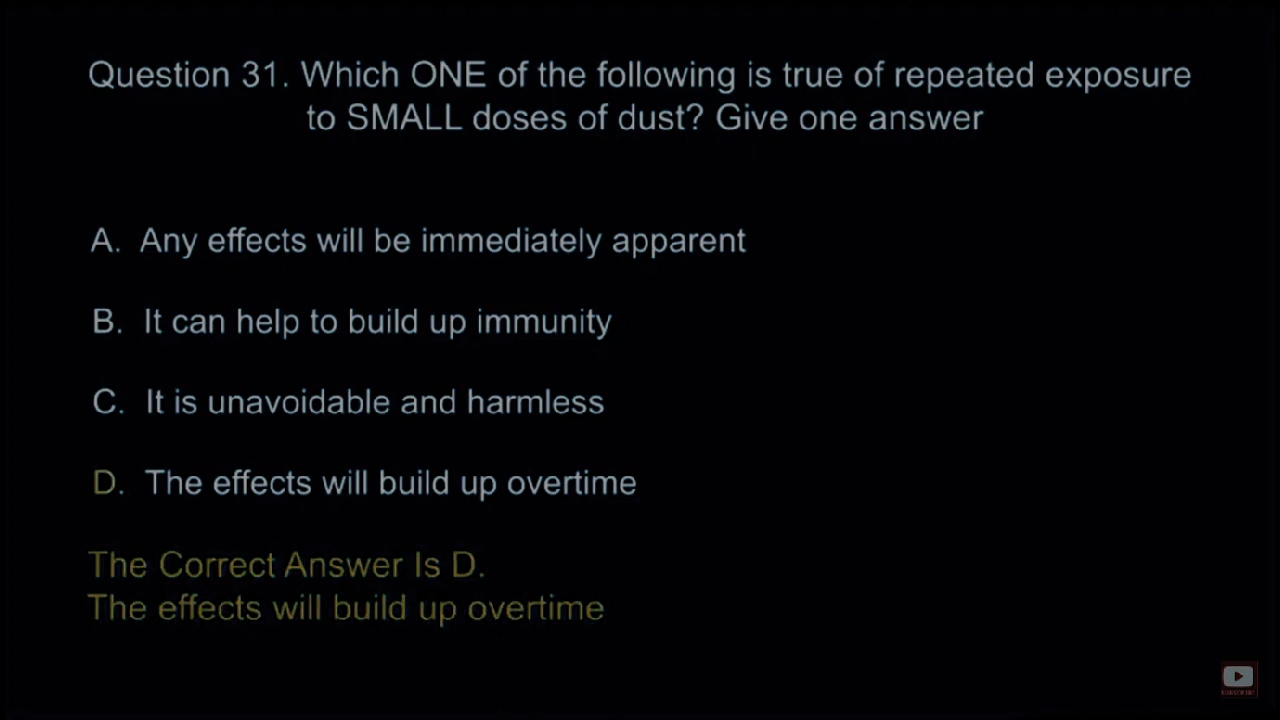 Question 31. Which ONE of the following is true of repeated exposure
to SMALL doses of dust? Give one answer
A. Any effects will be immediately apparent
B. It can help to build up immunity
C. It is unavoidable and harmless
D. The effects will build up overtime
The Correct Answer Is D.
The effects will build up overtime